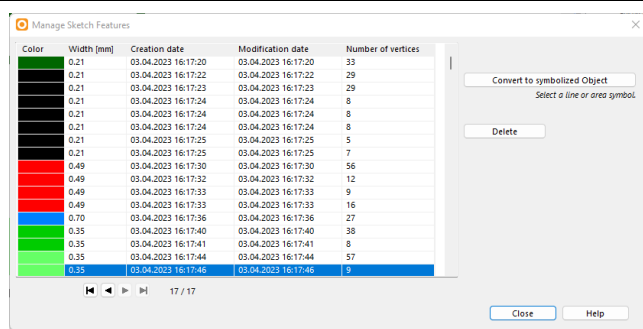 Manage Sketch Features
Color Width [mm] Creation date Modification date Number of vertices
0.21 03.04.2023 16:17:20 03.04.2023 16:17:20 33
0.21 03.04.2023 16:17:22 03.04.2023 16:17:22 29
0.21 03.04.2023 16:17:23 03.04.2023 16:17:23 29
0.21 03.04.2023 16:17:24 03.04.2023 16:17:24 8
0.21 03.04.2023 16:17:24 03.04.2023 16:17:24 8
0.21 03.04.2023 16:17:24 03.04.2023 16:17:24 8
0.21 03.04.2023 16:17:25 03.04.2023 16:17:25 5
0.21 03.04.2023 16:17:25 03.04.2023 16:17:25 7
0.49 03.04.2023 16:17:30 03.04.2023 16:17:30 56
0.49 03.04.2023 16:17:32 03.04.2023 16:17:32 12
0.49 03.04.2023 16:17:33 03.04.2023 16:17:33 9
0.49 03.04.2023 16:17:33 03.04.2023 16:17:33 16
0.70 03.04.2023 16:17:36 03.04.2023 16:17:36 27
0.35 03.04.2023 16:17:40 03.04.2023 16:17:40 38
0.35 03.04.2023 16:17:41 03.04.2023 16:17:41 8
0.35 03.04.2023 16:17:44 03.04.2023 16:17:44 57
0.35 03.04.2023 16:17:46 03.04.2023 16:17:46 9
17 / 17
Convert to symbolized Object
Select a line or area symbol.
Delete
Close Help